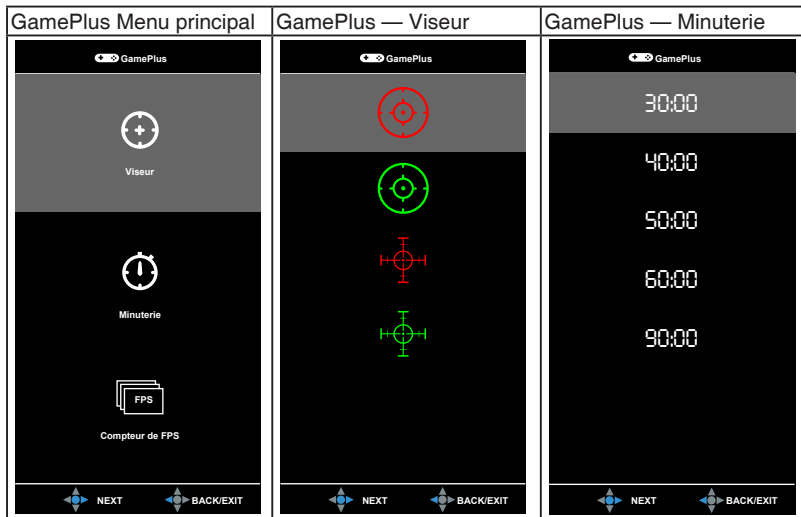 GamePlus Menu principal
GamePlus — Viseur
GamePlus — Minuterie
GamePlus
Viseur
Minuterie
FPS
Compteur de FPS
NEXT BACK/EXIT
GamePlus
NEXT BACK/EXIT
GamePlus
30:00
40:00
50:00
60:00
90:00
NEXT BACK/EXIT